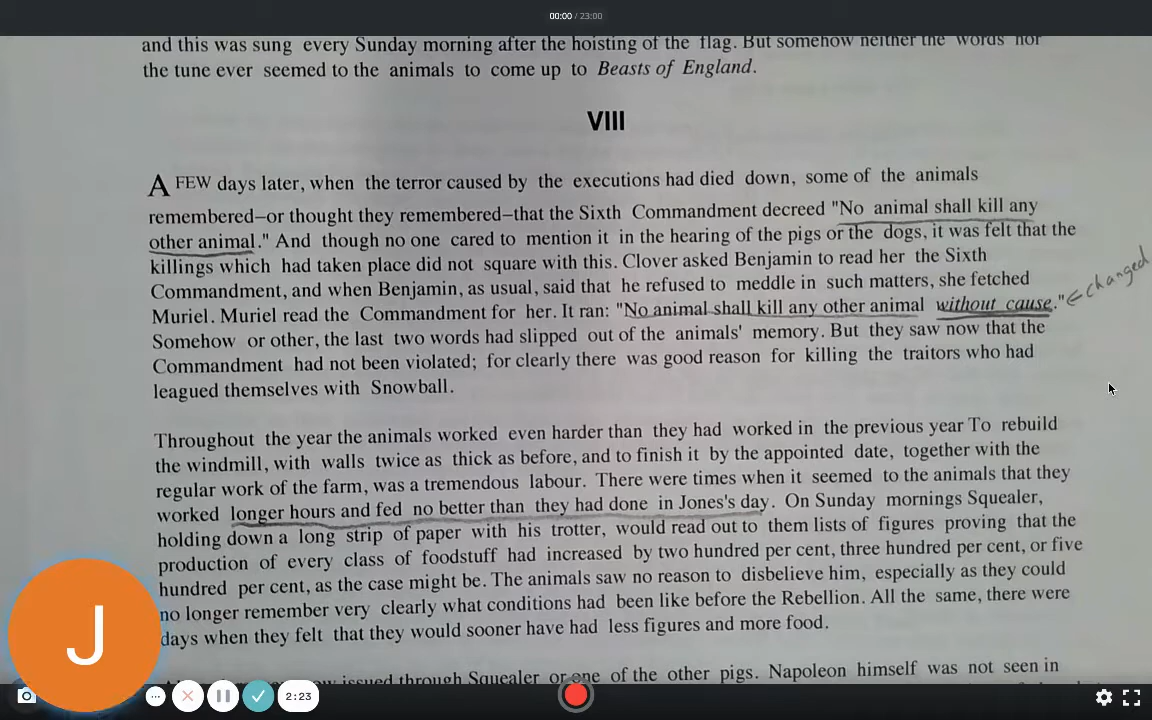 00:00 / 23:00
and this was sung every Sunday morning after the hoisting of the flag. But somehow neither the words nor
the tune ever seemed to the animals to come up to Beasts of England.
VIII
A FEW days later, when the terror caused by the executions had died down, some of the animals
remembered–or thought they remembered–that the Sixth Commandment decreed "No animal shall kill any
other animal." And though no one cared to mention it in the hearing of the pigs or the dogs, it was felt that the
killings which had taken place did not square with this. Clover asked Benjamin to read her the Sixth
Commandment, and when Benjamin, as usual, said that he refused to meddle in such matters, she fetched
Muriel. Muriel read the Commandment for her. It ran: "No animal shall kill any other animal without cause." ← changed
Somehow or other, the last two words had slipped out of the animals' memory. But they saw now that the
Commandment had not been violated; for clearly there was good reason for killing the traitors who had
leagued themselves with Snowball.
Throughout the year the animals worked even harder than they had worked in the previous year To rebuild
the windmill, with walls twice as thick as before, and to finish it by the appointed date, together with the
regular work of the farm, was a tremendous labour. There were times when it seemed to the animals that they
worked longer hours and fed no better than they had done in Jones's day. On Sunday mornings Squealer,
holding down a long strip of paper with his trotter, would read out to them lists of figures proving that the
production of every class of foodstuff had increased by two hundred per cent, three hundred per cent, or five
hundred per cent, as the case might be. The animals saw no reason to disbelieve him, especially as they could
no longer remember very clearly what conditions had been like before the Rebellion. All the same, there were
days when they felt that they would sooner have had less figures and more food.
issued through Squealer or one of the other pigs. Napoleon himself was not seen in
J
2:23